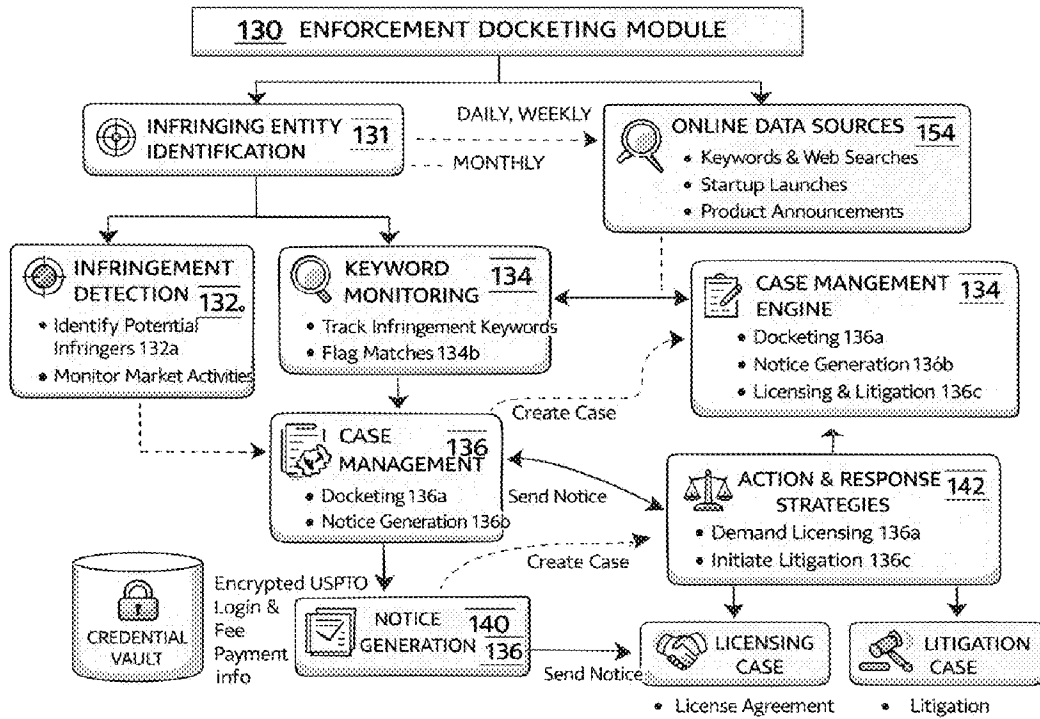 130 ENFORCEMENT DOCKETING MODULE
INFRINGING ENTITY
IDENTIFICATION
131
DAILY, WEEKLY
MONTHLY
ONLINE DATA SOURCES 154
• Keywords & Web Searches
• Startup Launches
• Product Announcements
INFRINGEMENT
DETECTION 132.
• Identify Potential
Infringers 132a
• Monitor Market Activities
KEYWORD
MONITORING
134
• Track Infringement Keywords
• Flag Matches 134b
CASE MANGEMENT
ENGINE
134
• Docketing 136a
• Notice Generation 136b
• Licensing & Litigation 136c
Create Case
CASE
MANAGEMENT
136
• Docketing 136a
• Notice Generation 136b
Send Notice
ACTION & RESPONSE
STRATEGIES
142
• Demand Licensing 136a
• Initiate Litigation 136c
Create Case
CREDENTIAL
VAULT
Encrypted USPTO
Login &
Fee
Payment
info
NOTICE
GENERATION
140
136
Send Notice
LICENSING
CASE
• License Agreement
LITIGATION
CASE
• Litigation